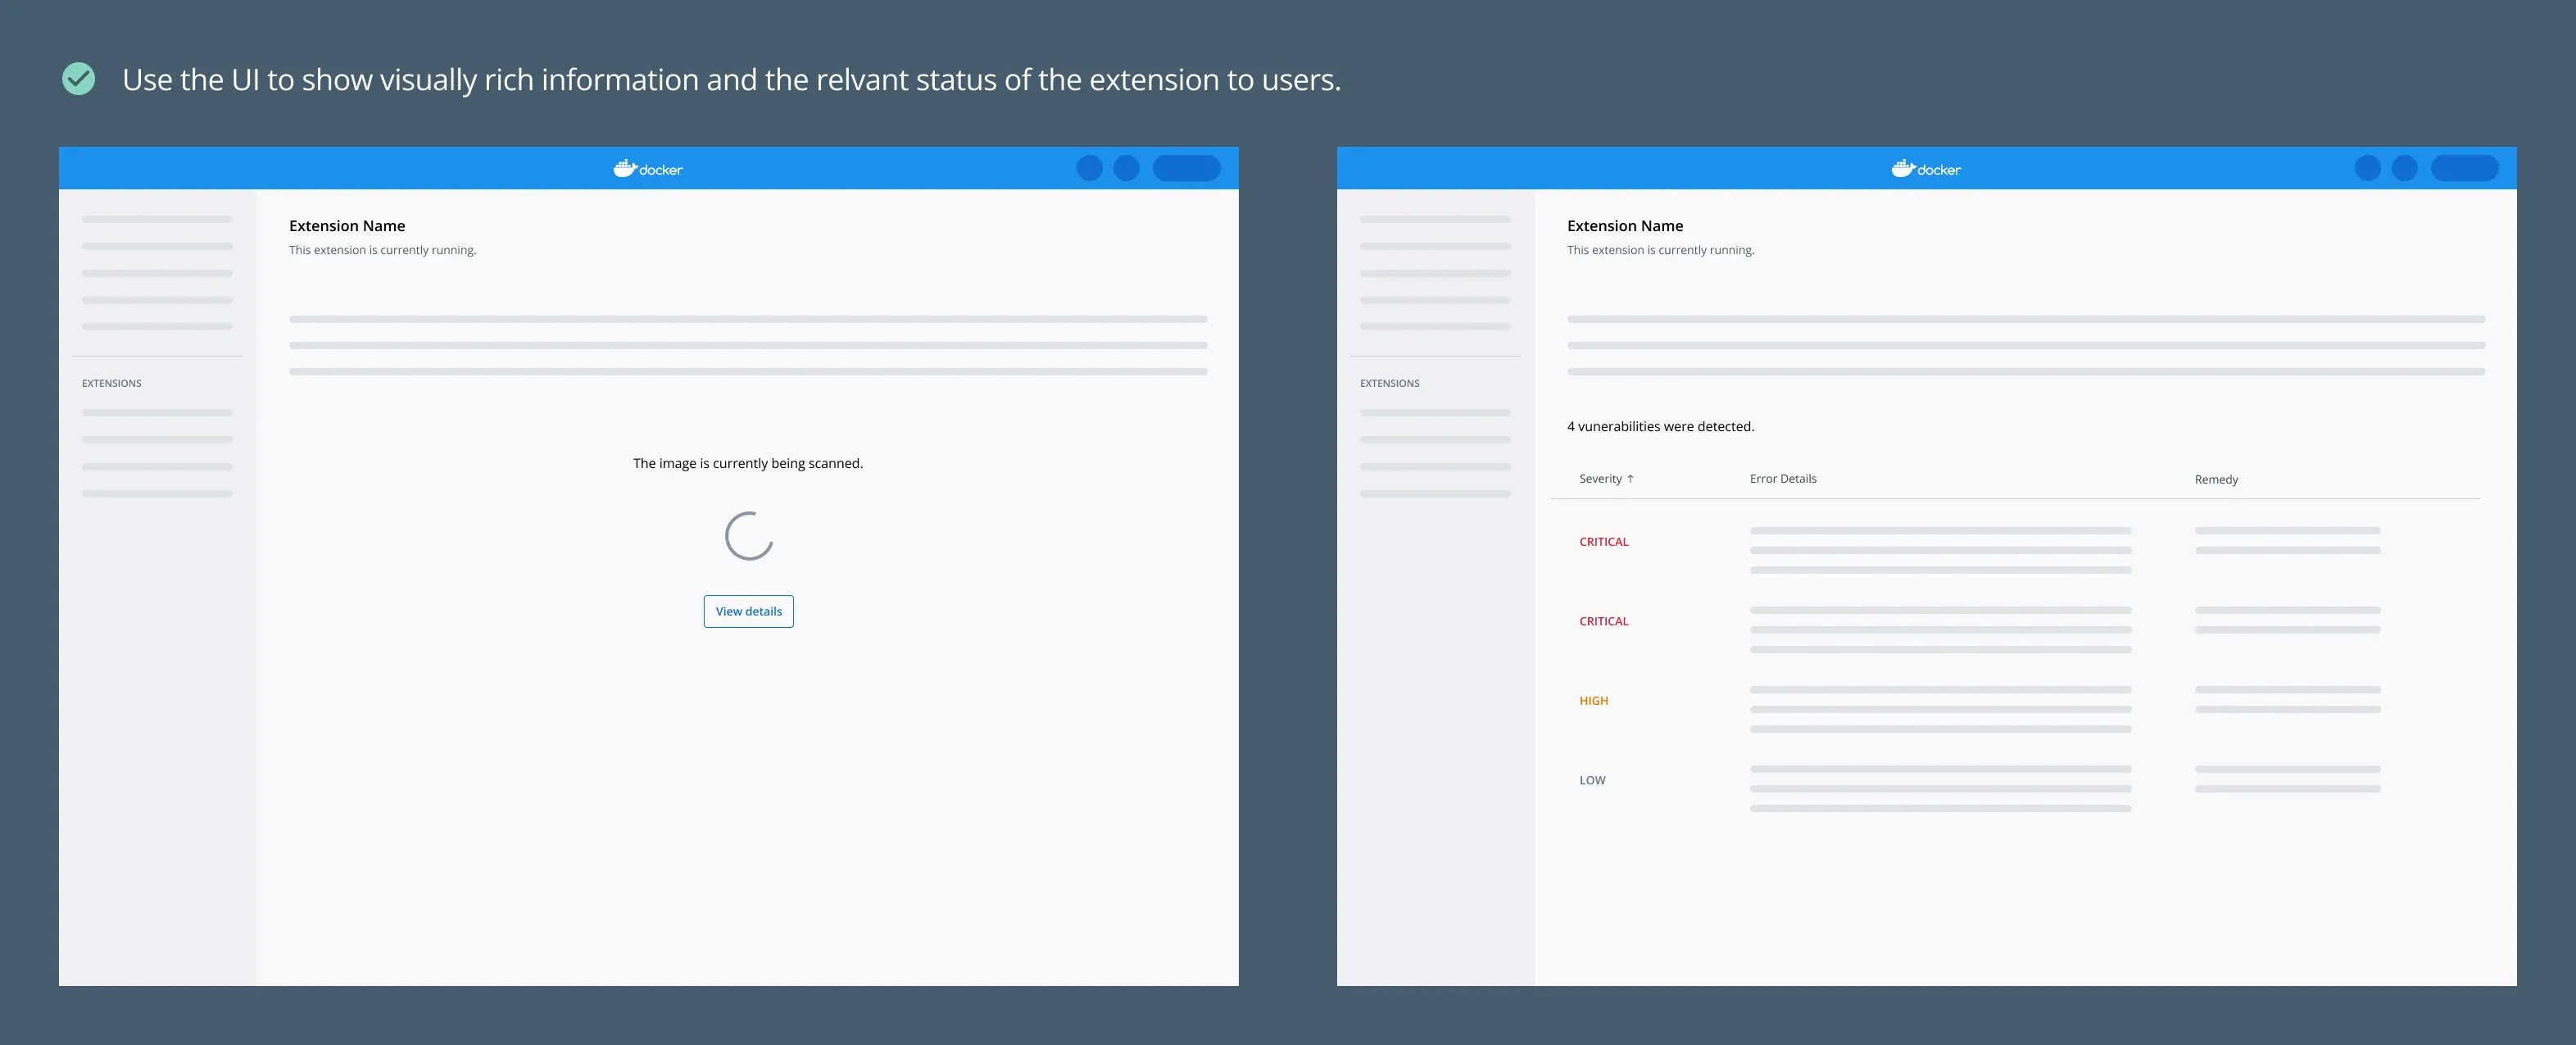 Use the UI to show visually rich information and the relvant status of the extension to users.
docker
Extension Name
This extension is currently running.
EXTENSIONS
The image is currently being scanned.
View details
docker
Extension Name
This extension is currently running.
EXTENSIONS
4 vunerabilities were detected.
Severity ↑ Error Details Remedy
CRITICAL
CRITICAL
HIGH
LOW